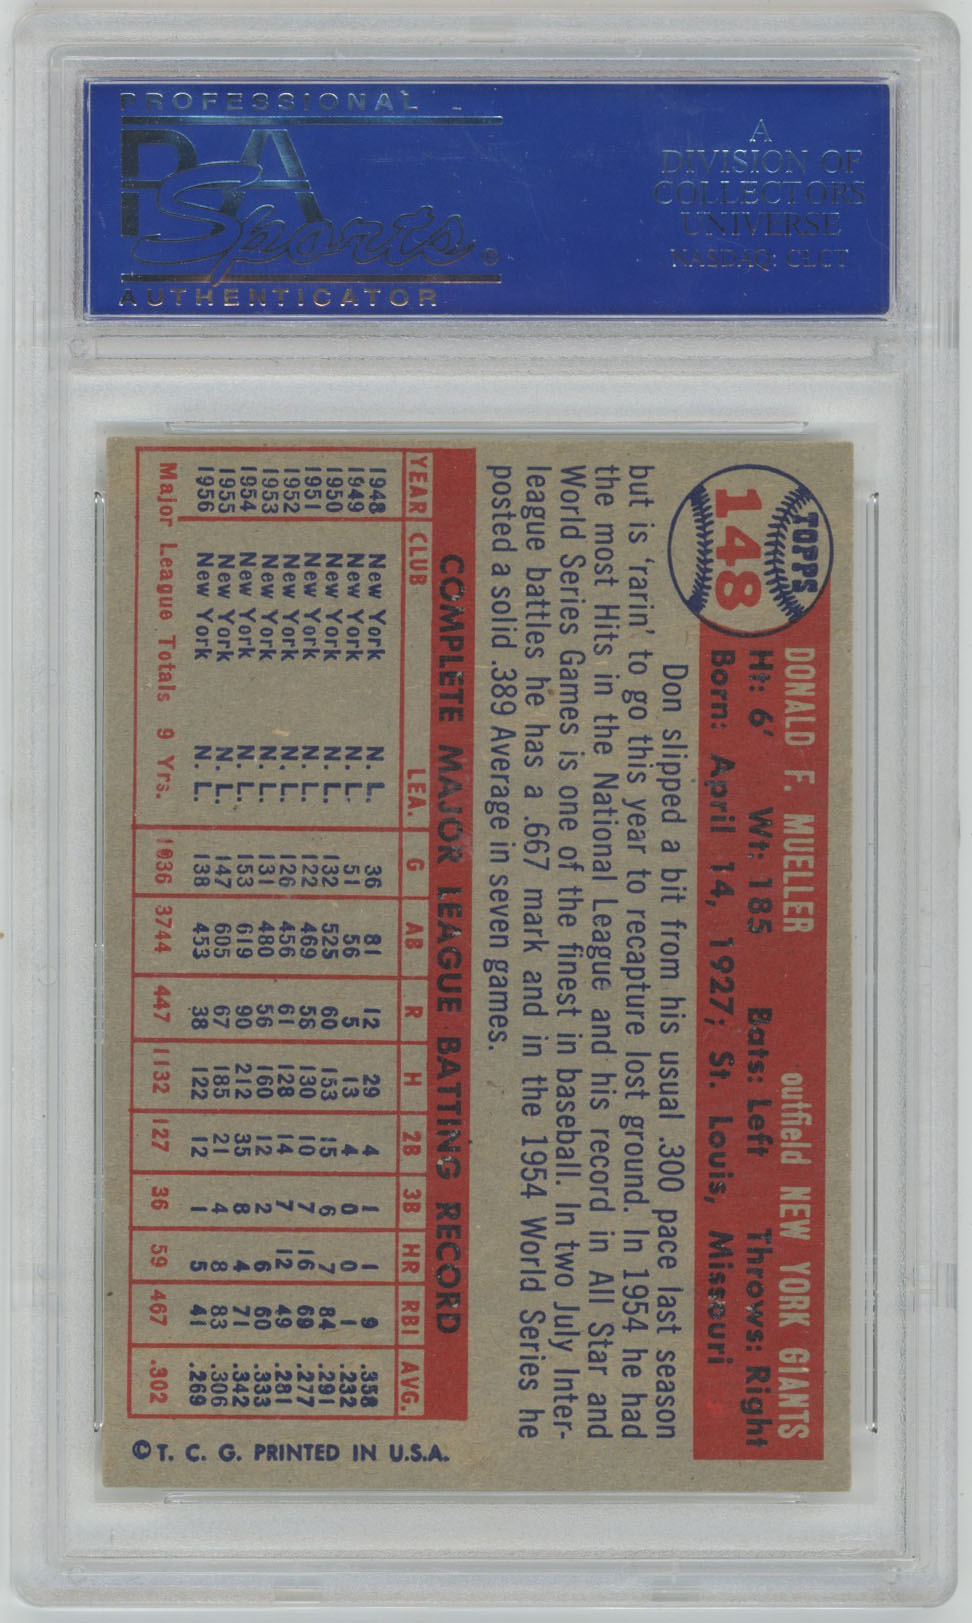 PROFESSIONAL
PSA
Sports®
AUTHENTICATOR
A
DIVISION OF
COLLECTORS
UNIVERSE
NASDAQ: CLCT
TOPPS
148
DONALD F. MUELLER outfield NEW YORK GIANTS
Ht: 6' Wt: 185 Bats: Left Throws: Right
Born: April 14, 1927; St. Louis, Missouri
Don slipped a bit from his usual .300 pace last season
but is 'rarin' to go this year to recapture lost ground. In 1954 he had
the most Hits in the National League and his record in All Star and
World Series Games is one of the finest in baseball. In two July Inter-
league battles he has a .667 mark and in the 1954 World Series he
posted a solid .389 Average in seven games.
COMPLETE MAJOR LEAGUE BATTING RECORD
YEAR CLUB LEA. G AB R H 2B 3B HR RBI AVG.
1948 New York N. L. 36 81 12 29 4 1 1 9 .358
1949 New York N. L. 51 56 5 13 4 0 0 1 .232
1950 New York N. L. 132 525 60 153 15 6 7 84 .291
1951 New York N. L. 122 469 58 130 10 7 16 69 .277
1952 New York N. L. 126 456 61 128 14 7 12 49 .281
1953 New York N. L. 131 480 56 160 12 2 6 60 .333
1954 New York N. L. 153 619 90 212 35 8 4 71 .342
1955 New York N. L. 147 605 67 185 21 4 8 83 .306
1956 New York N. L. 138 453 38 122 12 1 5 41 .269
Major League Totals 9 Yrs. 1036 3744 447 1132 127 36 59 467 .302
© T. C. G. PRINTED IN U.S.A.